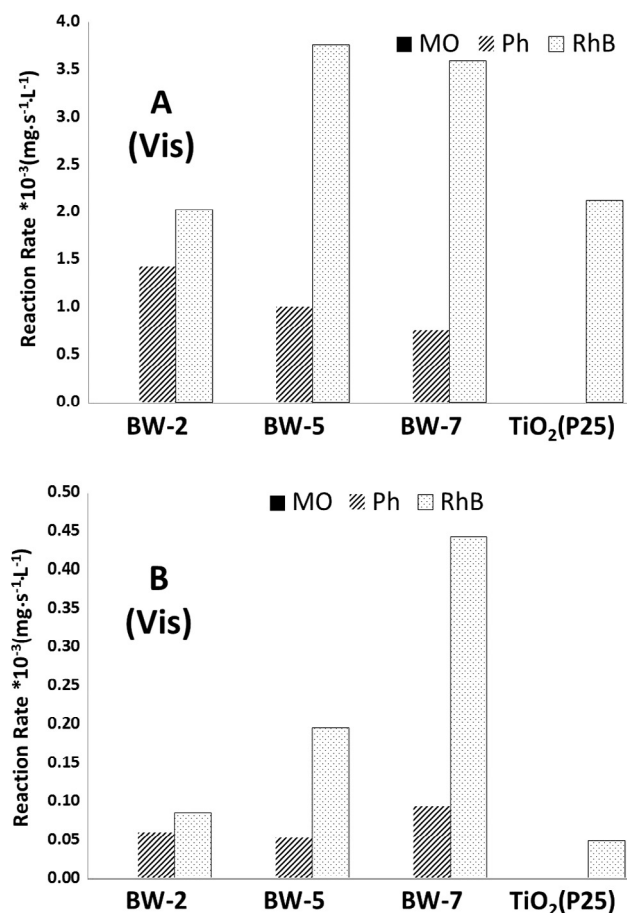 4.0
3.5
3.0
2.5
2.0
1.5
1.0
0.5
0.0
Reaction Rate *10⁻³(mg·s⁻¹·L⁻¹)
MO Ph RhB
A
(Vis)
BW-2 BW-5 BW-7 TiO₂(P25)
0.50
0.45
0.40
0.35
0.30
0.25
0.20
0.15
0.10
0.05
0.00
Reaction Rate *10⁻³(mg·s⁻¹·L⁻¹)
MO Ph RhB
B
(Vis)
BW-2 BW-5 BW-7 TiO₂(P25)